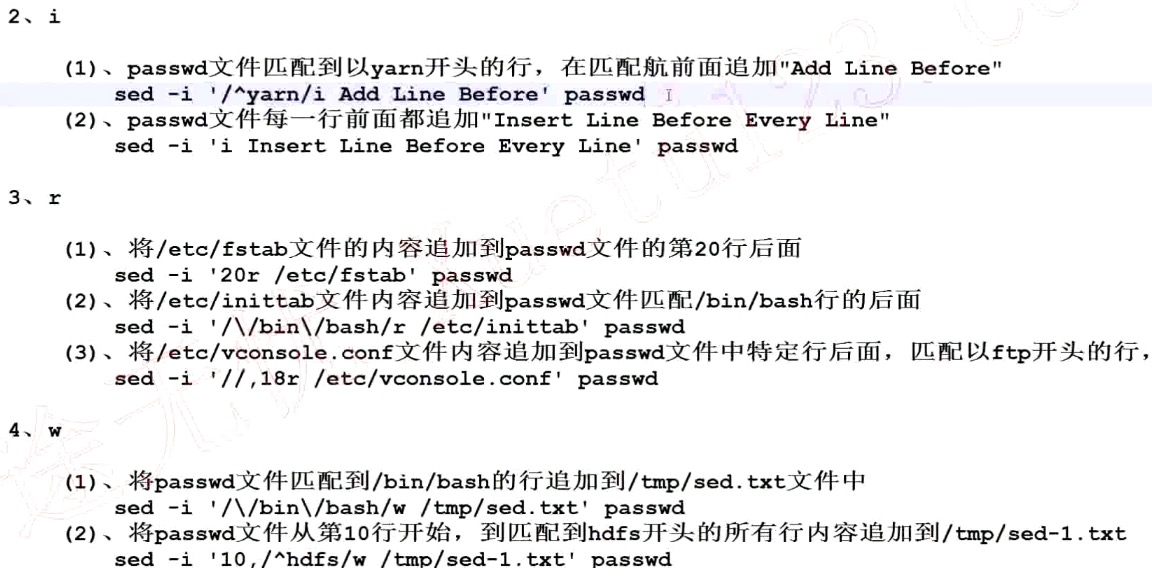 2、i
(1)、passwd文件匹配到以yarn开头的行，在匹配航前面追加"Add Line Before"
sed -i '/^yarn/i Add Line Before' passwd
(2)、passwd文件每一行前面都追加"Insert Line Before Every Line"
sed -i 'i Insert Line Before Every Line' passwd
3、r
(1)、将/etc/fstab文件的内容追加到passwd文件的第20行后面
sed -i '20r /etc/fstab' passwd
(2)、将/etc/inittab文件内容追加到passwd文件匹配/bin/bash行的后面
sed -i '/\/bin\/bash/r /etc/inittab' passwd
(3)、将/etc/vconsole.conf文件内容追加到passwd文件中特定行后面，匹配以ftp开头的行，
sed -i '//,18r /etc/vconsole.conf' passwd
4、w
(1)、将passwd文件匹配到/bin/bash的行追加到/tmp/sed.txt文件中
sed -i '/\/bin\/bash/w /tmp/sed.txt' passwd
(2)、将passwd文件从第10行开始，到匹配到hdfs开头的所有行内容追加到/tmp/sed-1.txt
sed -i '10,/^hdfs/w /tmp/sed-1.txt' passwd